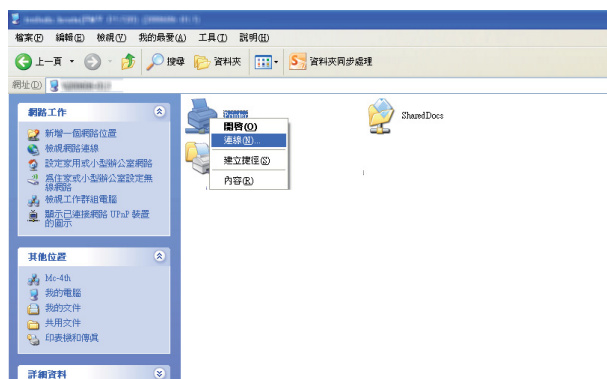 檔案(F) 編輯(E) 檢視(V) 我的最愛(A) 工具(T) 說明(H)
上一頁 搜尋 資料夾 資料夾同步處理
網址(D)
網路工作
新增一個網路位置
檢視網路連線
設定家用或小型辦公室網路
為住家或小型辦公室設定無
線網路
檢視工作群組電腦
顯示已連接網路 UPnP 裝置
的圖示
其他位置
Mc-4th
我的電腦
我的文件
共用文件
印表機和傳真
詳細資料
Printer
開啓(O)
連線(N)...
建立捷徑(S)
內容(R)
SharedDocs